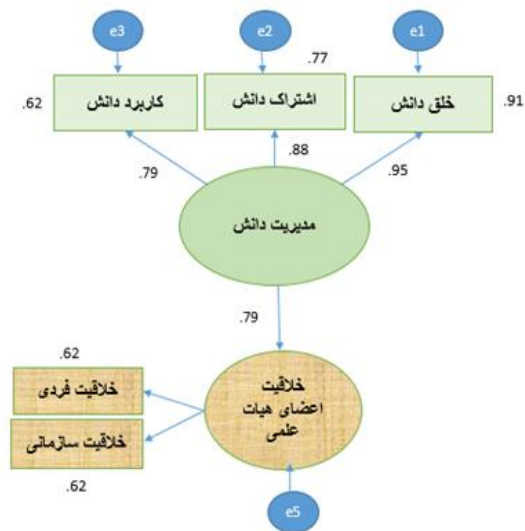 e3
e2
e1
.77
.62
کاربرد دانش
اشتراک دانش
خلق دانش
.91
.79
.88
.95
مدیریت دانش
.79
.62
خلاقیت فردی
خلاقیت سازمانی
.62
خلاقیت
اعضای هیات
علمی
e5